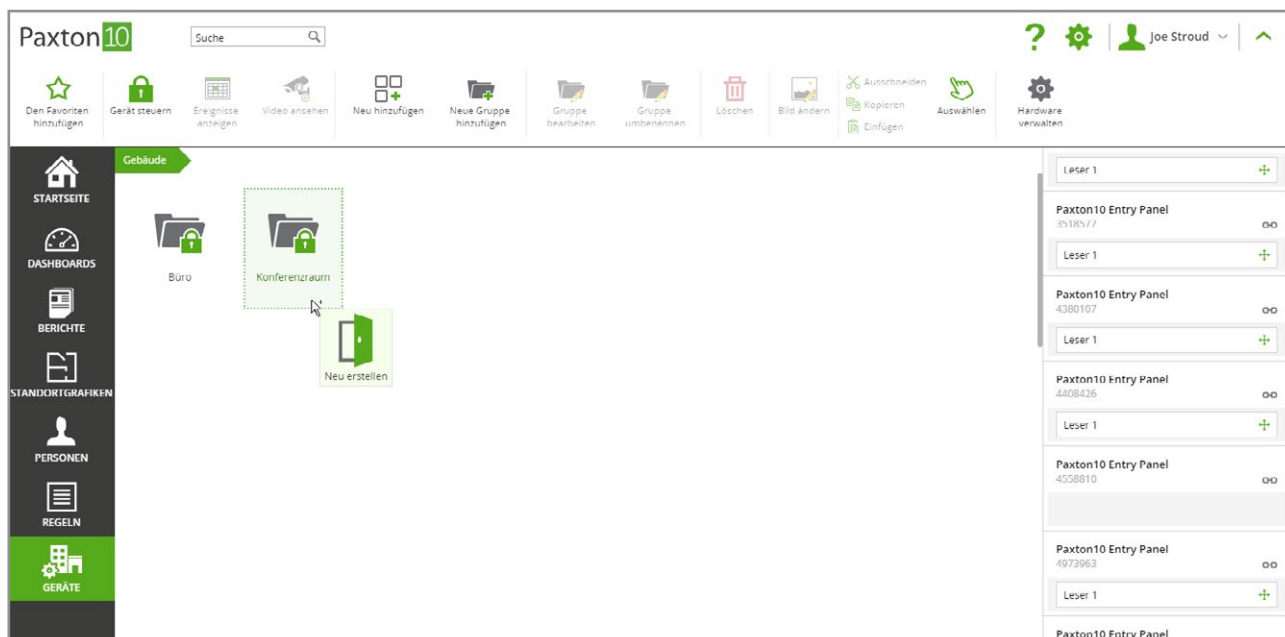 Paxton10
Suche
Joe Stroud
Den Favoriten
hinzufügen
Gerät steuern
Ereignisse
anzeigen
Video ansehen
Neu hinzufügen
Neue Gruppe
hinzufügen
Gruppe
bearbeiten
Gruppe
umbenennen
Löschen
Bild ändern
Ausschneiden
Kopieren
Einfügen
Auswählen
Hardware
verwalten
STARTSEITE
DASHBOARDS
BERICHTE
STANDORTGRAFIKEN
PERSONEN
REGELN
GERÄTE
Gebäude
Büro
Konferenzraum
Neu erstellen
Leser 1
Paxton10 Entry Panel
3518577
Leser 1
Paxton10 Entry Panel
4380107
Leser 1
Paxton10 Entry Panel
4408426
Leser 1
Paxton10 Entry Panel
4558810
Paxton10 Entry Panel
4973963
Leser 1
Paxton10 Entry Panel